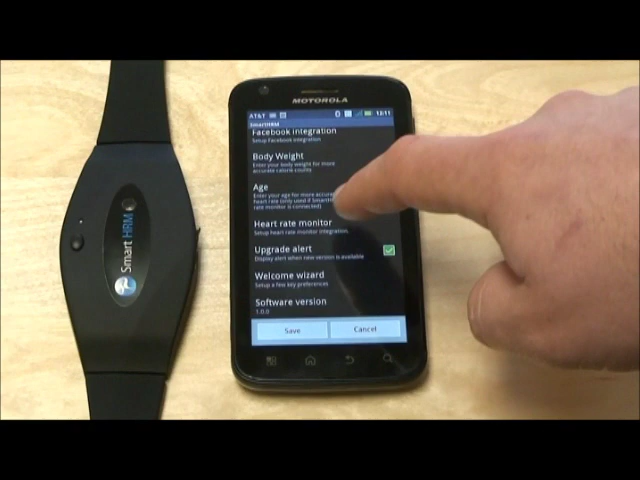 Smart HRM
MOTOROLA
AT&T
12:11
SmartHRM
Facebook integration
Setup Facebook integration
Body Weight
Enter your body weight for more
accurate calorie counts
Age
Enter your age for more accurate
heart rate (only used if
rate monitor is connected)
Heart rate monitor
Setup heart rate monitor integration.
Upgrade alert
Display alert when new version is available
Welcome wizard
Setup a few key preferences
Software version
1.0.0
Save
Cancel